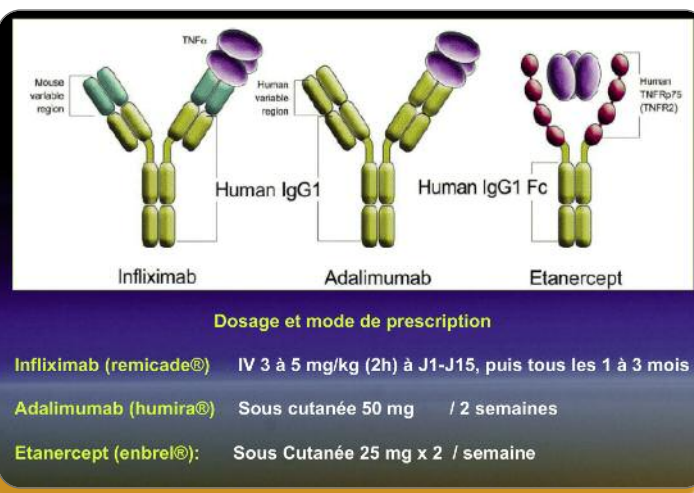 TNFα
Mouse
variable
region
Human
variable
region
Human
TNFRp75
(TNFR2)
Human IgG1
Human IgG1 Fc
Infliximab
Adalimumab
Etanercept
Dosage et mode de prescription
Infliximab (remicade®) IV 3 à 5 mg/kg (2h) à J1-J15, puis tous les 1 à 3 mois
Adalimumab (humira®) Sous cutanée 50 mg / 2 semaines
Etanercept (enbrel®): Sous Cutanée 25 mg x 2 / semaine